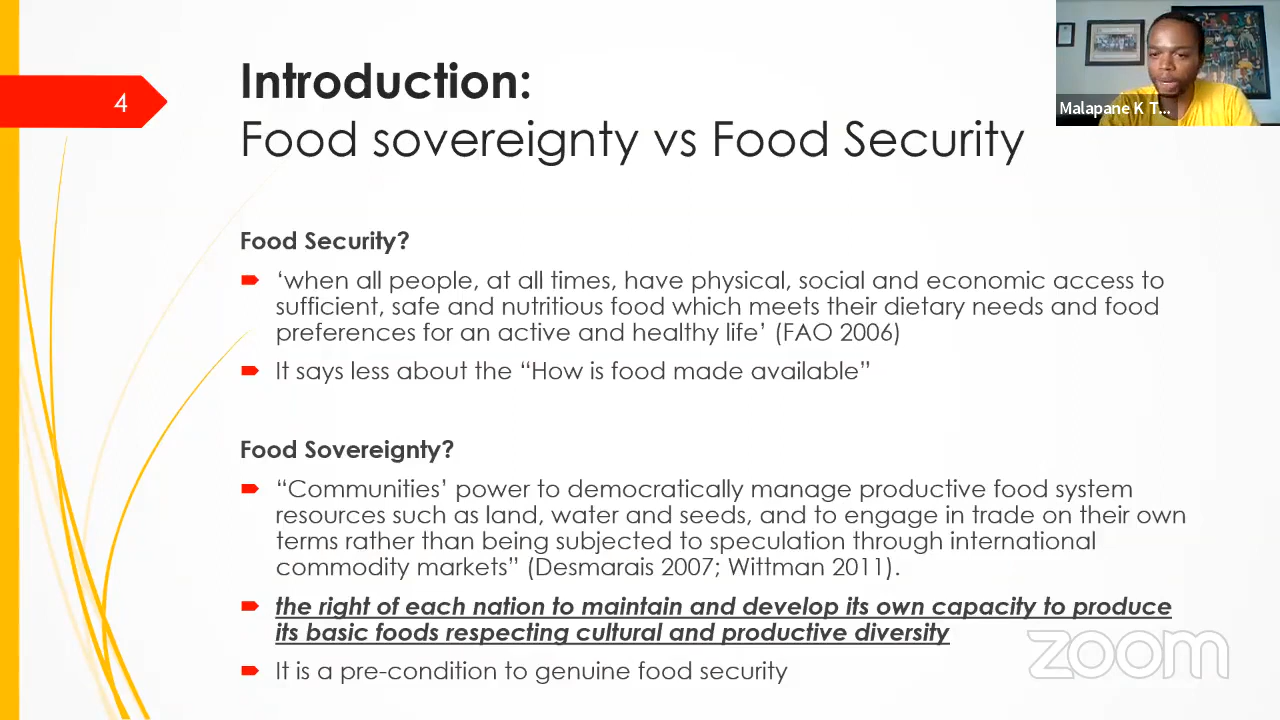 4
Introduction:
Food sovereignty vs Food Security
Malapane K T...
Food Security?
‘when all people, at all times, have physical, social and economic access to
sufficient, safe and nutritious food which meets their dietary needs and food
preferences for an active and healthy life’ (FAO 2006)
It says less about the “How is food made available”
Food Sovereignty?
“Communities’ power to democratically manage productive food system
resources such as land, water and seeds, and to engage in trade on their own
terms rather than being subjected to speculation through international
commodity markets” (Desmarais 2007; Wittman 2011).
the right of each nation to maintain and develop its own capacity to produce
its basic foods respecting cultural and productive diversity
It is a pre-condition to genuine food security
zoom